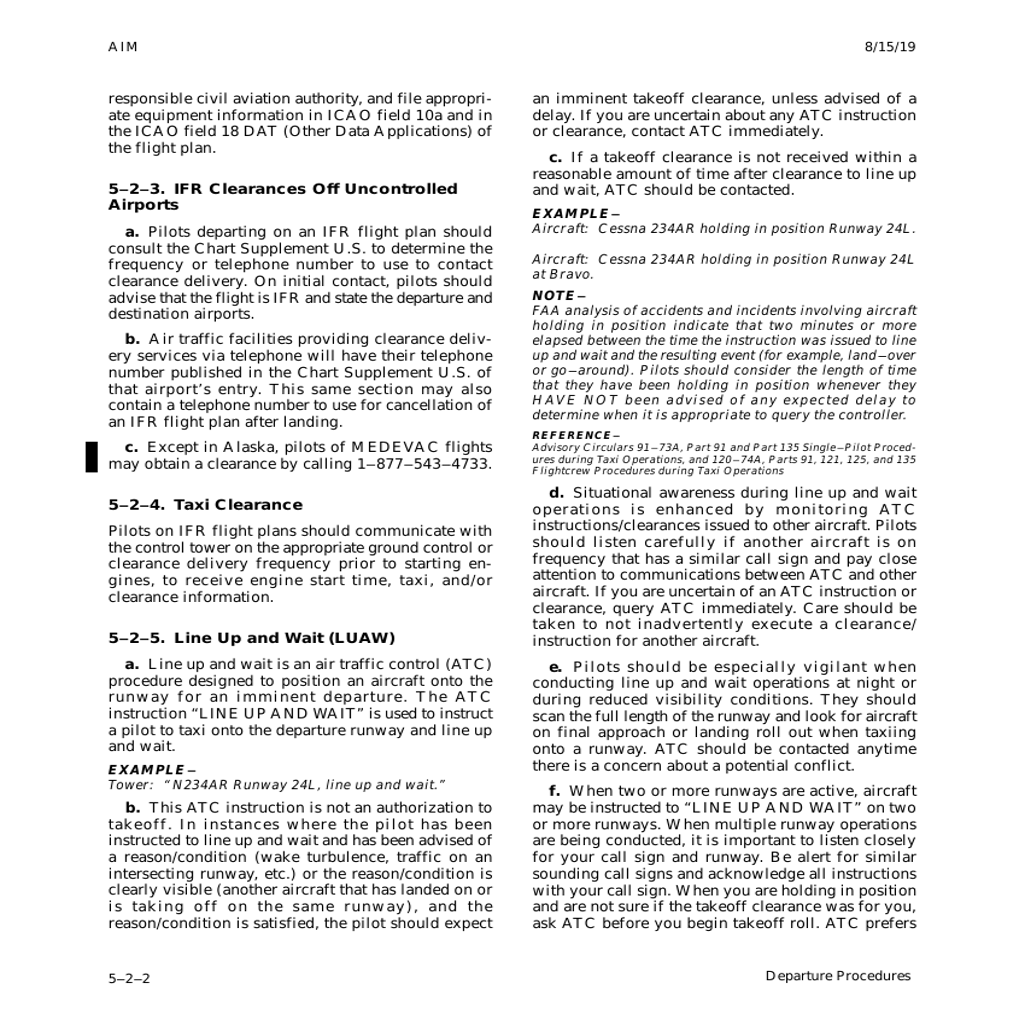 AIM
8/15/19
responsible civil aviation authority, and file appropri-
ate equipment information in ICAO field 10a and in
the ICAO field 18 DAT (Other Data Applications) of
the flight plan.
5−2−3. IFR Clearances Off Uncontrolled
Airports
a. Pilots departing on an IFR flight plan should
consult the Chart Supplement U.S. to determine the
frequency or telephone number to use to contact
clearance delivery. On initial contact, pilots should
advise that the flight is IFR and state the departure and
destination airports.
b. Air traffic facilities providing clearance deliv-
ery services via telephone will have their telephone
number published in the Chart Supplement U.S. of
that airport's entry. This same section may also
contain a telephone number to use for cancellation of
an IFR flight plan after landing.
c. Except in Alaska, pilots of MEDEVAC flights
may obtain a clearance by calling 1−877−543−4733.
5−2−4. Taxi Clearance
Pilots on IFR flight plans should communicate with
the control tower on the appropriate ground control or
clearance delivery frequency prior to starting en-
gines, to receive engine start time, taxi, and/or
clearance information.
5−2−5. Line Up and Wait (LUAW)
a. Line up and wait is an air traffic control (ATC)
procedure designed to position an aircraft onto the
runway for an imminent departure. The ATC
instruction “LINE UP AND WAIT” is used to instruct
a pilot to taxi onto the departure runway and line up
and wait.
EXAMPLE−
Tower: “N234AR Runway 24L, line up and wait.”
b. This ATC instruction is not an authorization to
takeoff. In instances where the pilot has been
instructed to line up and wait and has been advised of
a reason/condition (wake turbulence, traffic on an
intersecting runway, etc.) or the reason/condition is
clearly visible (another aircraft that has landed on or
is taking off on the same runway), and the
reason/condition is satisfied, the pilot should expect
an imminent takeoff clearance, unless advised of a
delay. If you are uncertain about any ATC instruction
or clearance, contact ATC immediately.
c. If a takeoff clearance is not received within a
reasonable amount of time after clearance to line up
and wait, ATC should be contacted.
EXAMPLE−
Aircraft: Cessna 234AR holding in position Runway 24L.
Aircraft: Cessna 234AR holding in position Runway 24L
at Bravo.
NOTE−
FAA analysis of accidents and incidents involving aircraft
holding in position indicate that two minutes or more
elapsed between the time the instruction was issued to line
up and wait and the resulting event (for example, land−over
or go−around). Pilots should consider the length of time
that they have been holding in position whenever they
HAVE NOT been advised of any expected delay to
determine when it is appropriate to query the controller.
REFERENCE−
Advisory Circulars 91−73A, Part 91 and Part 135 Single−Pilot Proced-
ures during Taxi Operations, and 120−74A, Parts 91, 121, 125, and 135
Flightcrew Procedures during Taxi Operations
d. Situational awareness during line up and wait
operations is enhanced by monitoring ATC
instructions/clearances issued to other aircraft. Pilots
should listen carefully if another aircraft is on
frequency that has a similar call sign and pay close
attention to communications between ATC and other
aircraft. If you are uncertain of an ATC instruction or
clearance, query ATC immediately. Care should be
taken to not inadvertently execute a clearance/
instruction for another aircraft.
e. Pilots should be especially vigilant when
conducting line up and wait operations at night or
during reduced visibility conditions. They should
scan the full length of the runway and look for aircraft
on final approach or landing roll out when taxiing
onto a runway. ATC should be contacted anytime
there is a concern about a potential conflict.
f. When two or more runways are active, aircraft
may be instructed to “LINE UP AND WAIT” on two
or more runways. When multiple runway operations
are being conducted, it is important to listen closely
for your call sign and runway. Be alert for similar
sounding call signs and acknowledge all instructions
with your call sign. When you are holding in position
and are not sure if the takeoff clearance was for you,
ask ATC before you begin takeoff roll. ATC prefers
5−2−2
Departure Procedures